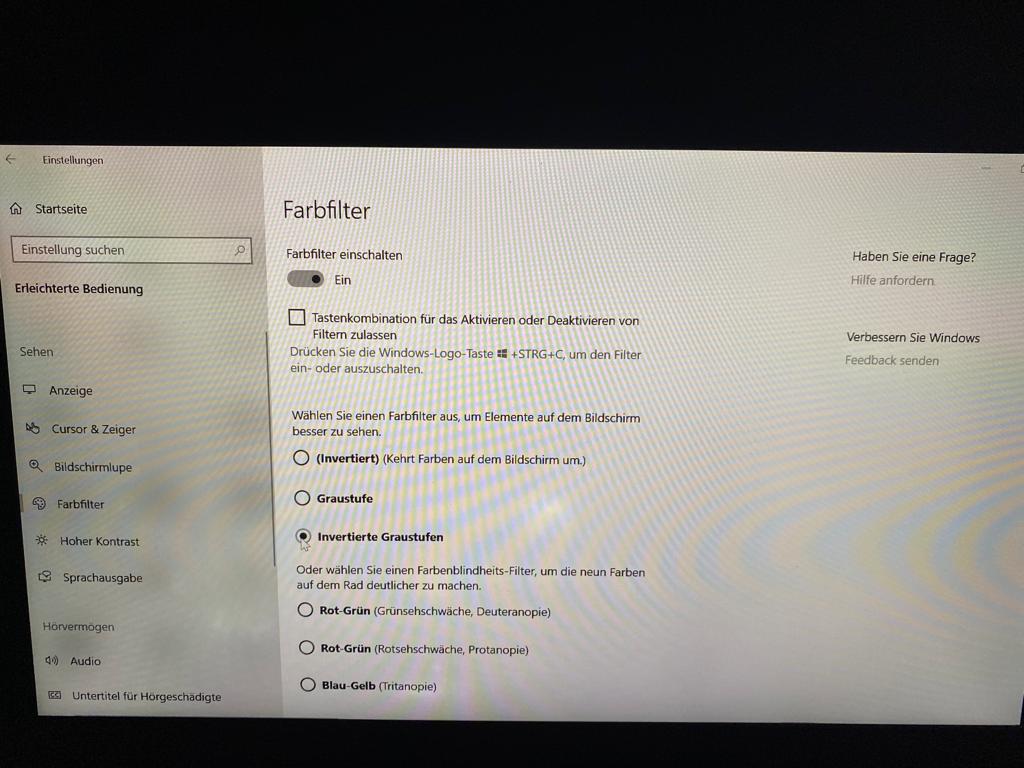 Einstellungen
Startseite
Einstellung suchen
Erleichterte Bedienung
Sehen
Anzeige
Cursor & Zeiger
Bildschirmlupe
Farbfilter
Hoher Kontrast
Sprachausgabe
Hörvermögen
Audio
Untertitel für Hörgeschädigte
Farbfilter
Farbfilter einschalten
Ein
Tastenkombination für das Aktivieren oder Deaktivieren von
Filtern zulassen
Drücken Sie die Windows-Logo-Taste +STRG+C, um den Filter
ein- oder auszuschalten.
Wählen Sie einen Farbfilter aus, um Elemente auf dem Bildschirm
besser zu sehen.
(Invertiert) (Kehrt Farben auf dem Bildschirm um.)
Graustufe
Invertierte Graustufen
Oder wählen Sie einen Farbenblindheits-Filter, um die neun Farben
auf dem Rad deutlicher zu machen.
Rot-Grün (Grünsehschwäche, Deuteranopie)
Rot-Grün (Rotsehschwäche, Protanopie)
Blau-Gelb (Tritanopie)
Haben Sie eine Frage?
Hilfe anfordern
Verbessern Sie Windows
Feedback senden